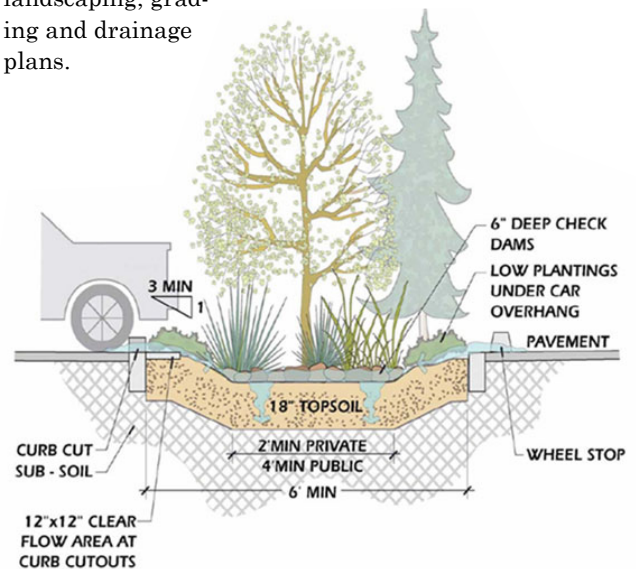 landscaping, grad-
ing and drainage
plans.
6" DEEP CHECK
DAMS
LOW PLANTINGS
UNDER CAR
OVERHANG
3 MIN
1
PAVEMENT
18" TOPSOIL
CURB CUT
SUB - SOIL
2'MIN PRIVATE
4'MIN PUBLIC
WHEEL STOP
6' MIN
12"x12" CLEAR
FLOW AREA AT
CURB CUTOUTS